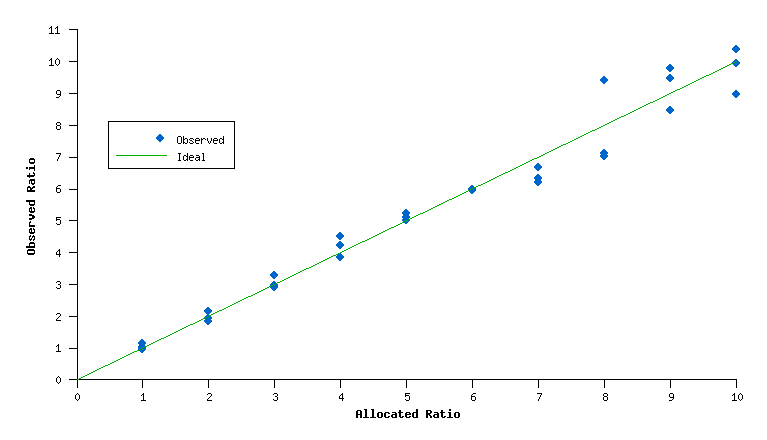 11
10
9
8
7
6
5
4
3
2
1
0
Observed Ratio
Observed
Ideal
0 1 2 3 4 5 6 7 8 9 10
Allocated Ratio